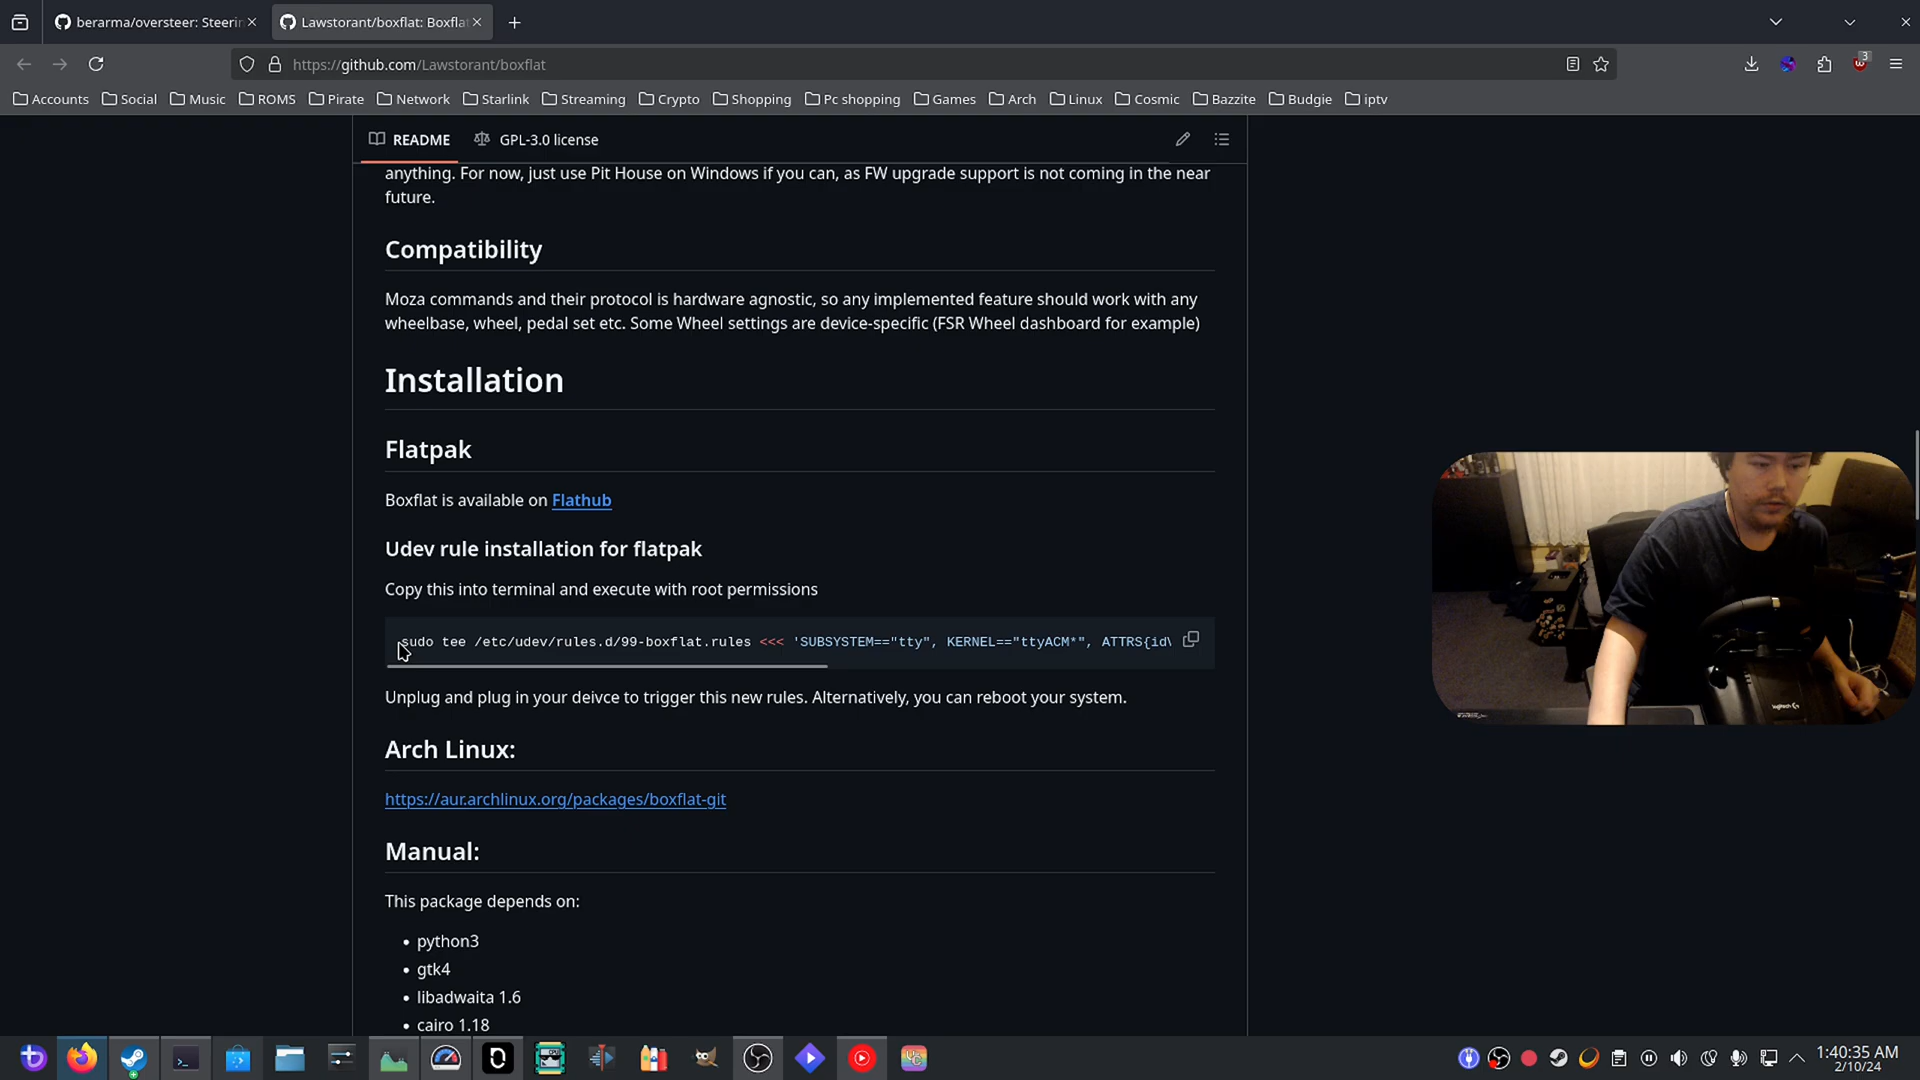 berarma/oversteer: Steerin
Lawstorant/boxflat: Boxflat
https://github.com/Lawstorant/boxflat
3
Accounts Social Music ROMS Pirate Network Starlink Streaming Crypto Shopping Pc shopping Games Arch Linux Cosmic Bazzite Budgie iptv
README GPL-3.0 license
anything. For now, just use Pit House on Windows if you can, as FW upgrade support is not coming in the near
future.
Compatibility
Moza commands and their protocol is hardware agnostic, so any implemented feature should work with any
wheelbase, wheel, pedal set etc. Some Wheel settings are device-specific (FSR Wheel dashboard for example)
Installation
Flatpak
Boxflat is available on Flathub
Udev rule installation for flatpak
Copy this into terminal and execute with root permissions
sudo tee /etc/udev/rules.d/99-boxflat.rules <<< 'SUBSYSTEM=="tty", KERNEL=="ttyACM*", ATTRS{id\
Unplug and plug in your deivce to trigger this new rules. Alternatively, you can reboot your system.
Arch Linux:
https://aur.archlinux.org/packages/boxflat-git
Manual:
This package depends on:
python3
gtk4
libadwaita 1.6
cairo 1.18
logitech G
1:40:35 AM
2/10/24